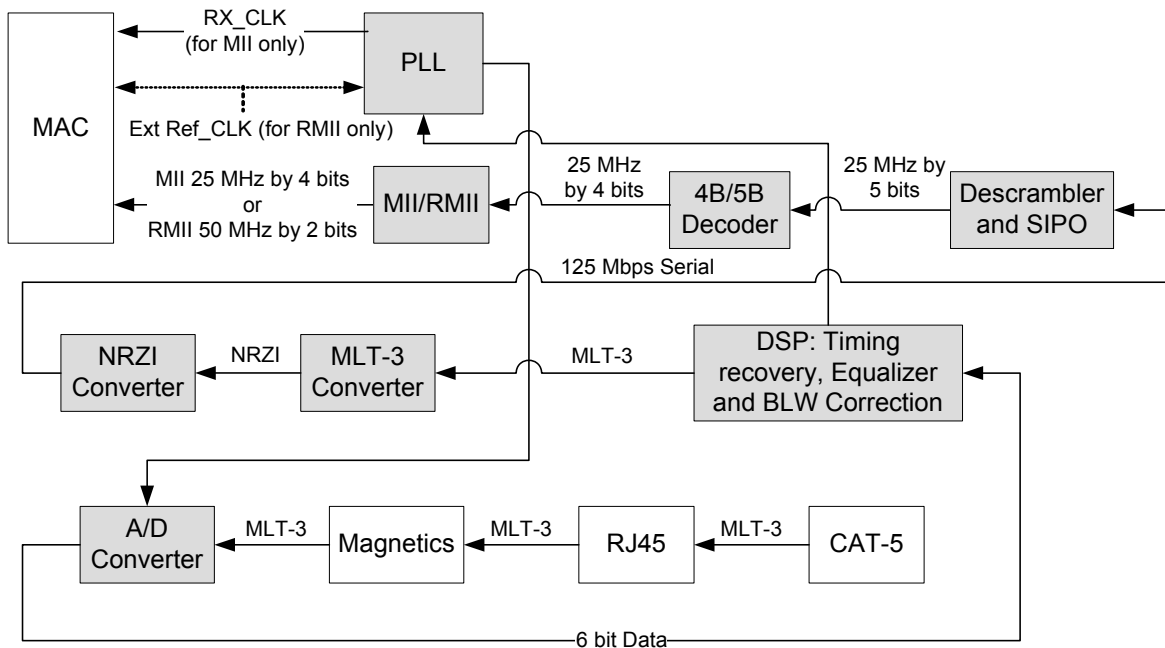 RX_CLK
(for MII only)
PLL
MAC
Ext Ref_CLK (for RMII only)
MII 25 MHz by 4 bits
or
RMII 50 MHz by 2 bits
MII/RMII
25 MHz
by 4 bits
4B/5B
Decoder
25 MHz by
5 bits
Descrambler
and SIPO
125 Mbps Serial
NRZI
Converter
NRZI
MLT-3
Converter
MLT-3
DSP: Timing
recovery, Equalizer
and BLW Correction
A/D
Converter
MLT-3
Magnetics
MLT-3
RJ45
MLT-3
CAT-5
6 bit Data